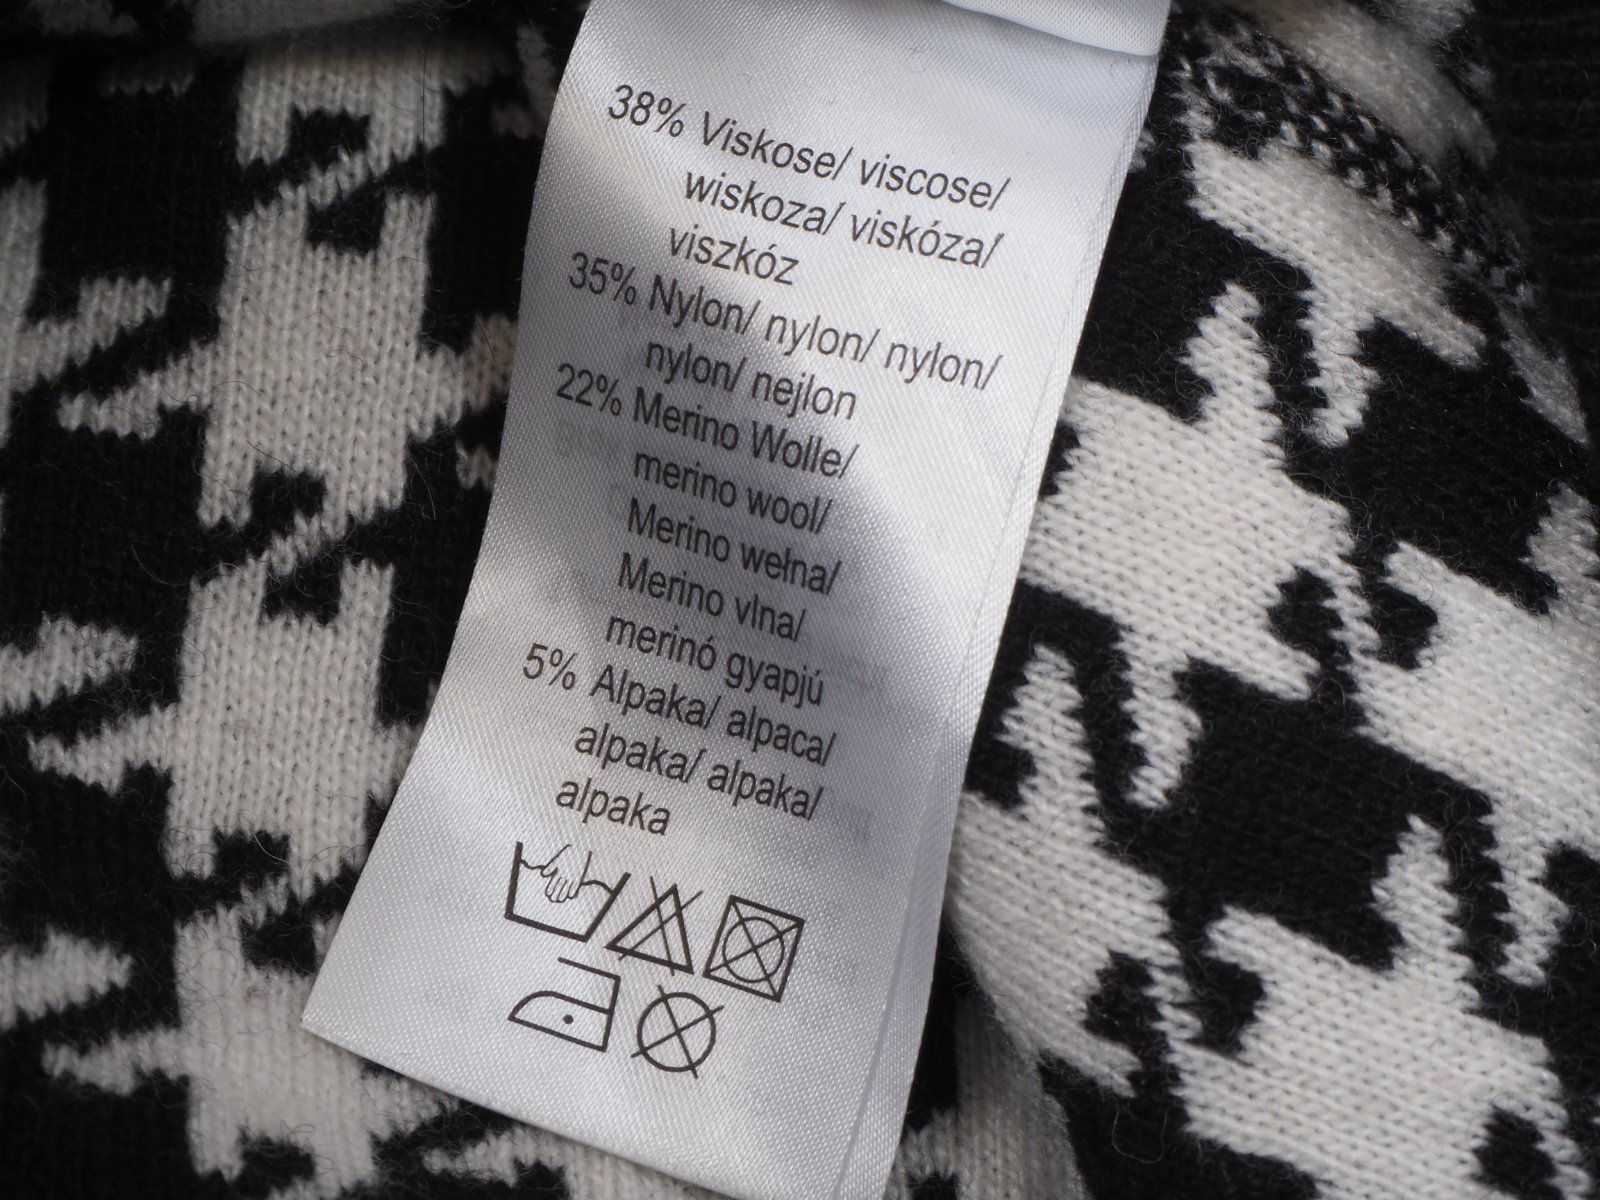 38% Viskose/ viscose/
wiskoza/ viskóza/
viszkóz
35% Nylon/ nylon/ nylon/
nylon/ nejlon
22% Merino Wolle/
merino wool/
Merino wełna/
Merino vlna/
merinó gyapjú
5% Alpaka/ alpaca/
alpaka/ alpaka/
alpaka